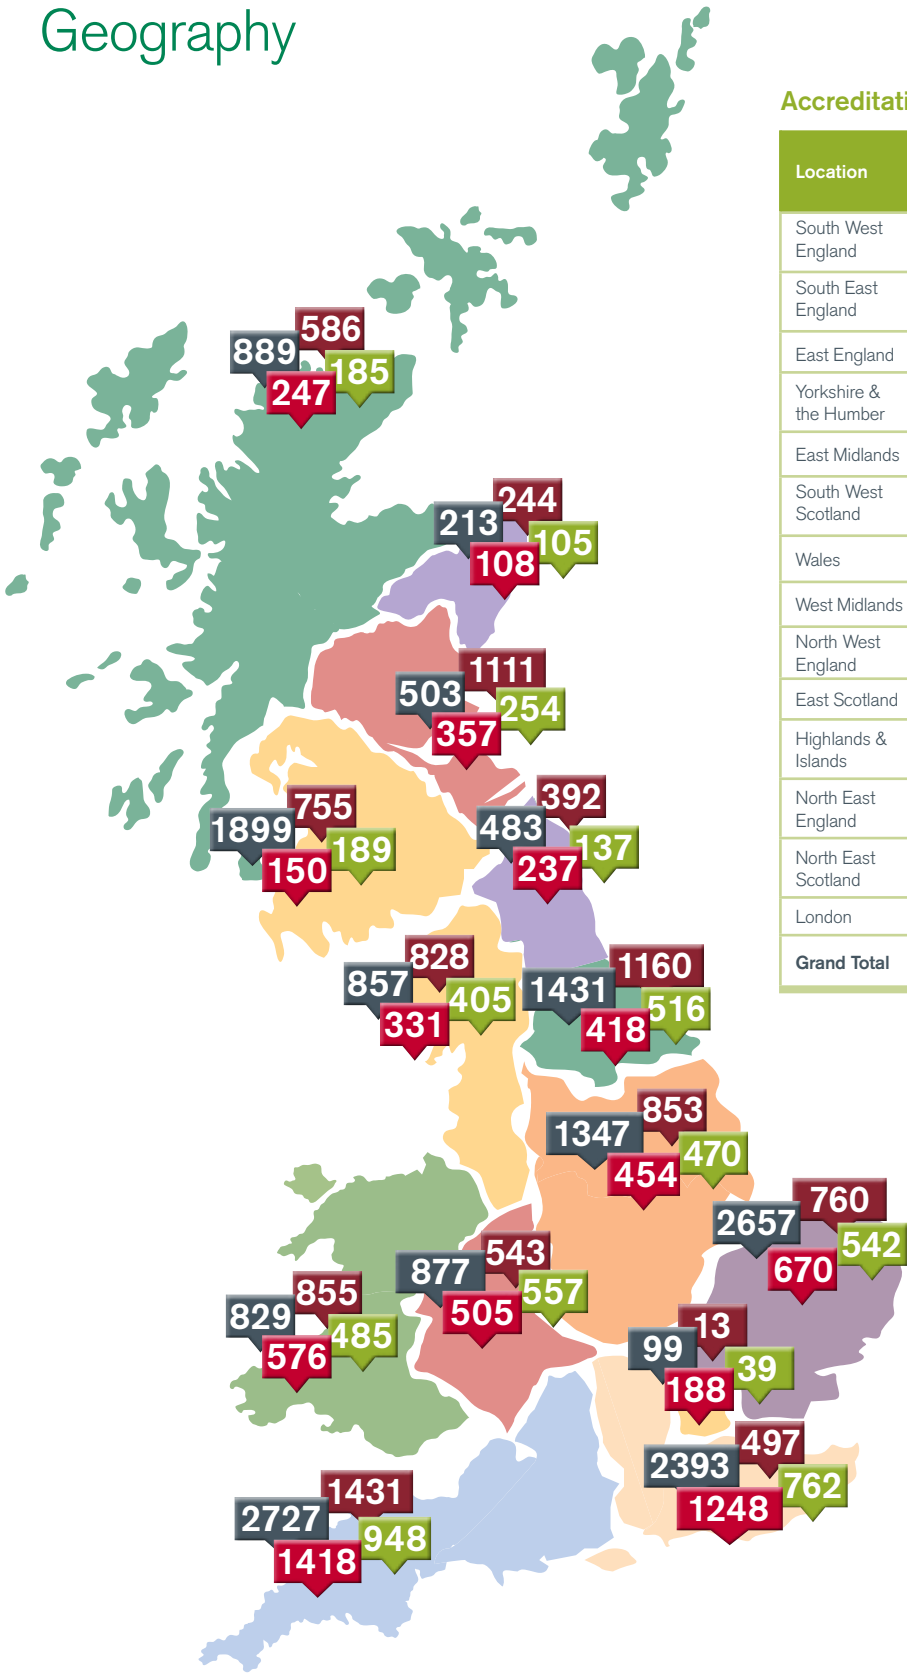 Geography
Accreditati
Location
South West
England
South East
England
East England
Yorkshire &
the Humber
East Midlands
South West
Scotland
Wales
West Midlands
North West
England
East Scotland
Highlands &
Islands
North East
England
North East
Scotland
London
Grand Total
586
889
185
247
244
213
105
108
1111
503
254
357
392
483
137
237
755
1899
189
150
828
857
405
331
1160
1431
516
418
853
1347
470
454
760
2657
542
670
543
877
557
505
855
829
485
576
13
99
39
188
497
2393
762
1248
1431
2727
948
1418